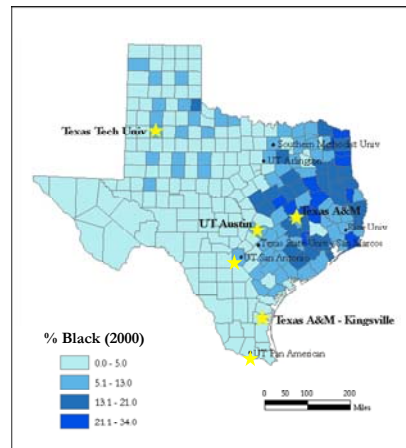 Southern Methodist Univ
Texas Tech Univ
UT Arlington
Texas A&M
UT Austin
Rice Univ
Texas State Univ - San Marcos
UT San Antonio
Texas A&M - Kingsville
% Black (2000)
UT Pan American
0.0 - 5.0
5.1 - 13.0
13.1 - 21.0
21.1 - 34.0
0 50 100 200
Miles